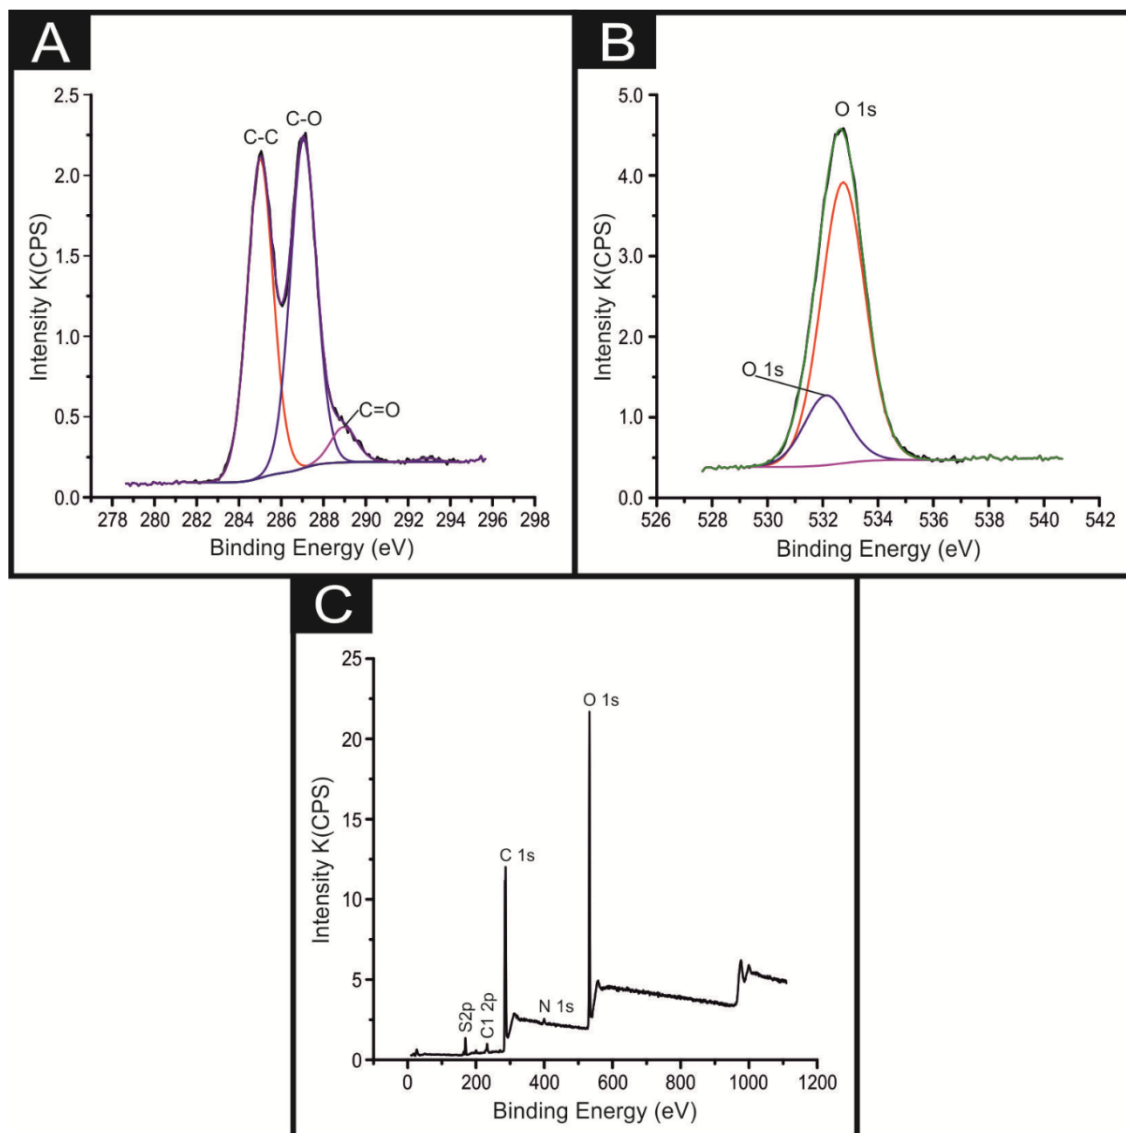 A
2.5
2.0
1.5
1.0
0.5
0.0
Intensity K(CPS)
C-C
C-O
C=O
278 280 282 284 286 288 290 292 294 296 298
Binding Energy (eV)
B
5.0
4.0
3.0
2.0
1.0
0.0
Intensity K(CPS)
O 1s
O 1s
526 528 530 532 534 536 538 540 542
Binding Energy (eV)
C
25
20
15
10
5
0
Intensity K(CPS)
O 1s
C 1s
N 1s
S2p
C1 2p
0 200 400 600 800 1000 1200
Binding Energy (eV)